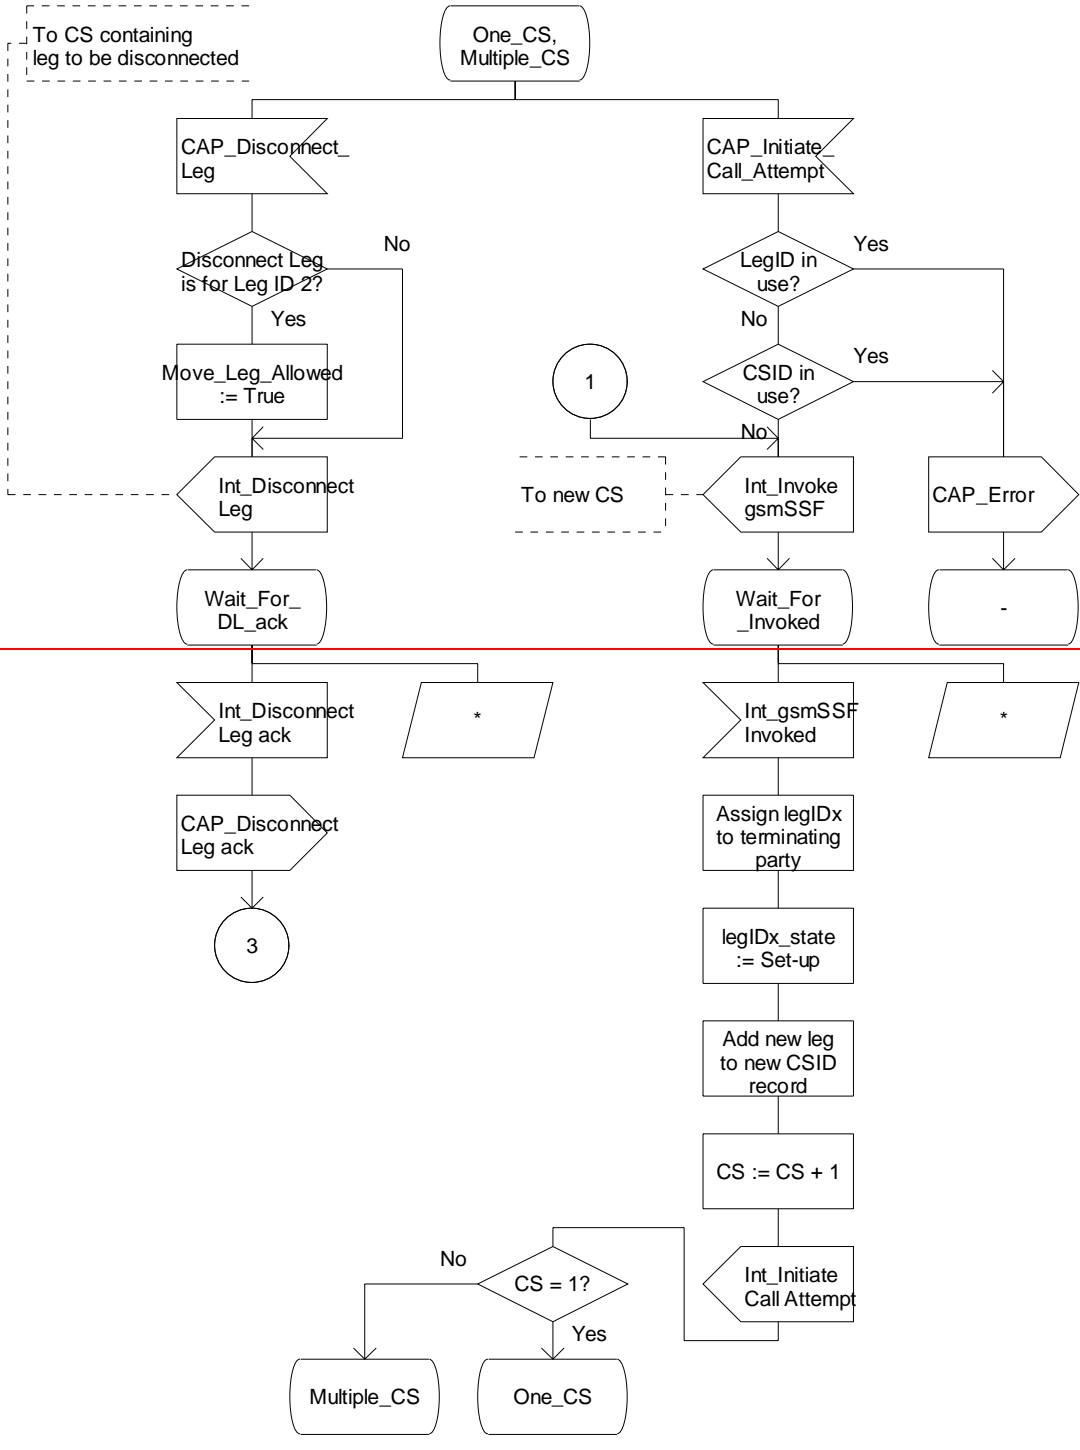 To CS containing
leg to be disconnected
One_CS,
Multiple_CS
CAP_Disconnect_
Leg
CAP_Initiate_
Call_Attempt
No
Disconnect Leg
is for Leg ID 2?
Yes
Yes
LegID in
use?
No
Move_Leg_Allowed
:= True
1
Yes
CSID in
use?
No
Int_Disconnect
Leg
To new CS
Int_Invoke
gsmSSF
CAP_Error
Wait_For_
DL_ack
Wait_For
_Invoked
-
Int_Disconnect
Leg ack
*
Int_gsmSSF
Invoked
*
CAP_Disconnect
Leg ack
Assign legIDx
to terminating
party
3
legIDx_state
:= Set-up
Add new leg
to new CSID
record
CS := CS + 1
No
CS = 1?
Yes
Int_Initiate
Call Attempt
Multiple_CS
One_CS